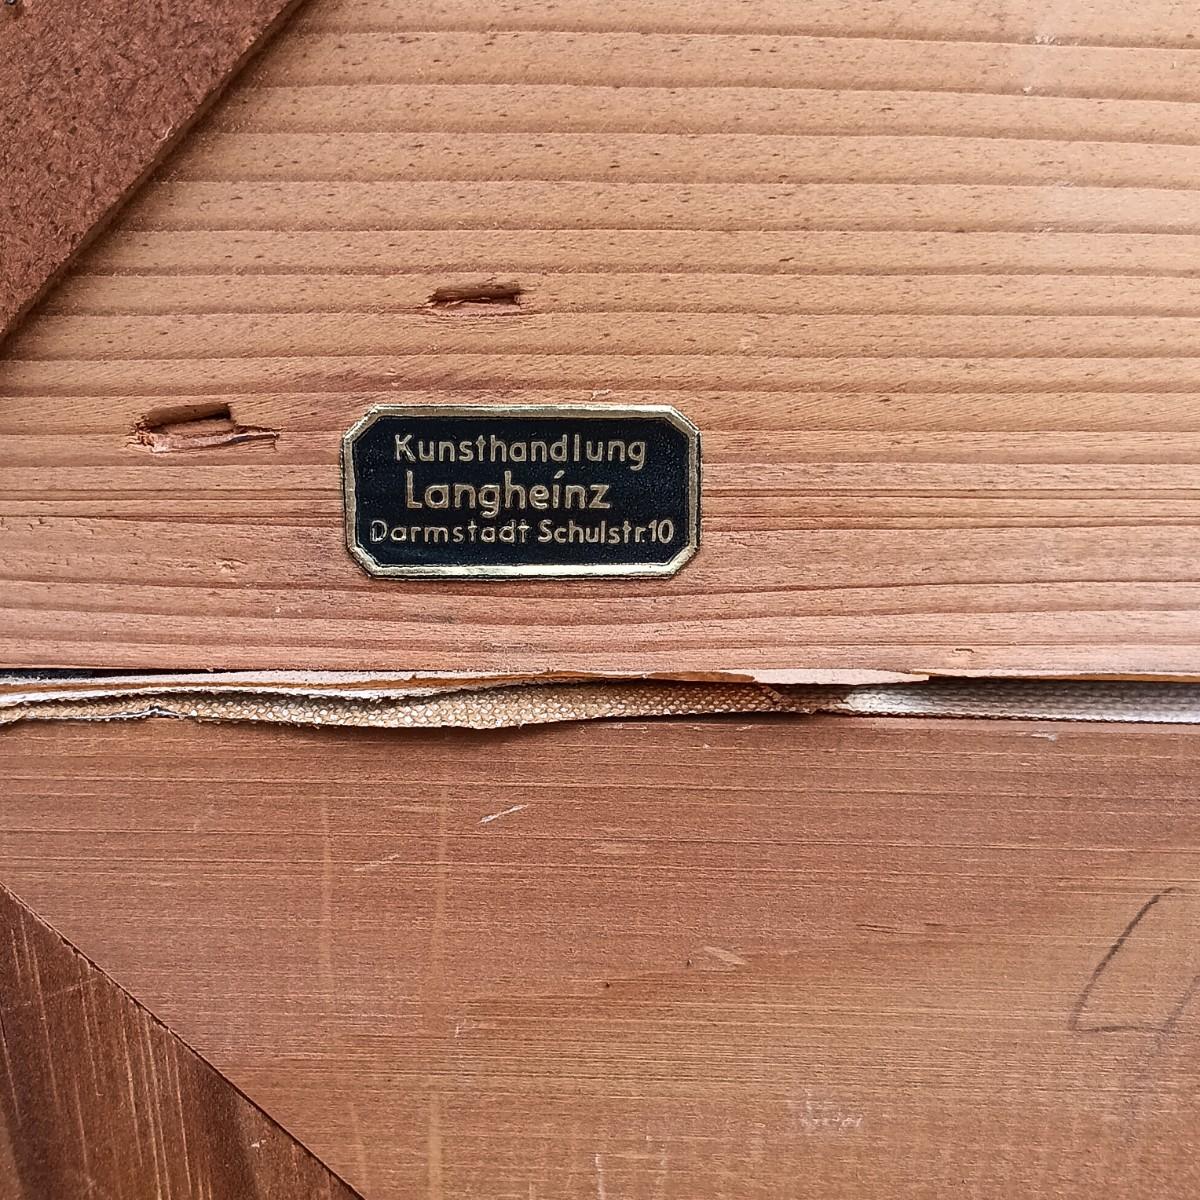 Kunsthandlung
Langheinz
Darmstadt Schulstr.10